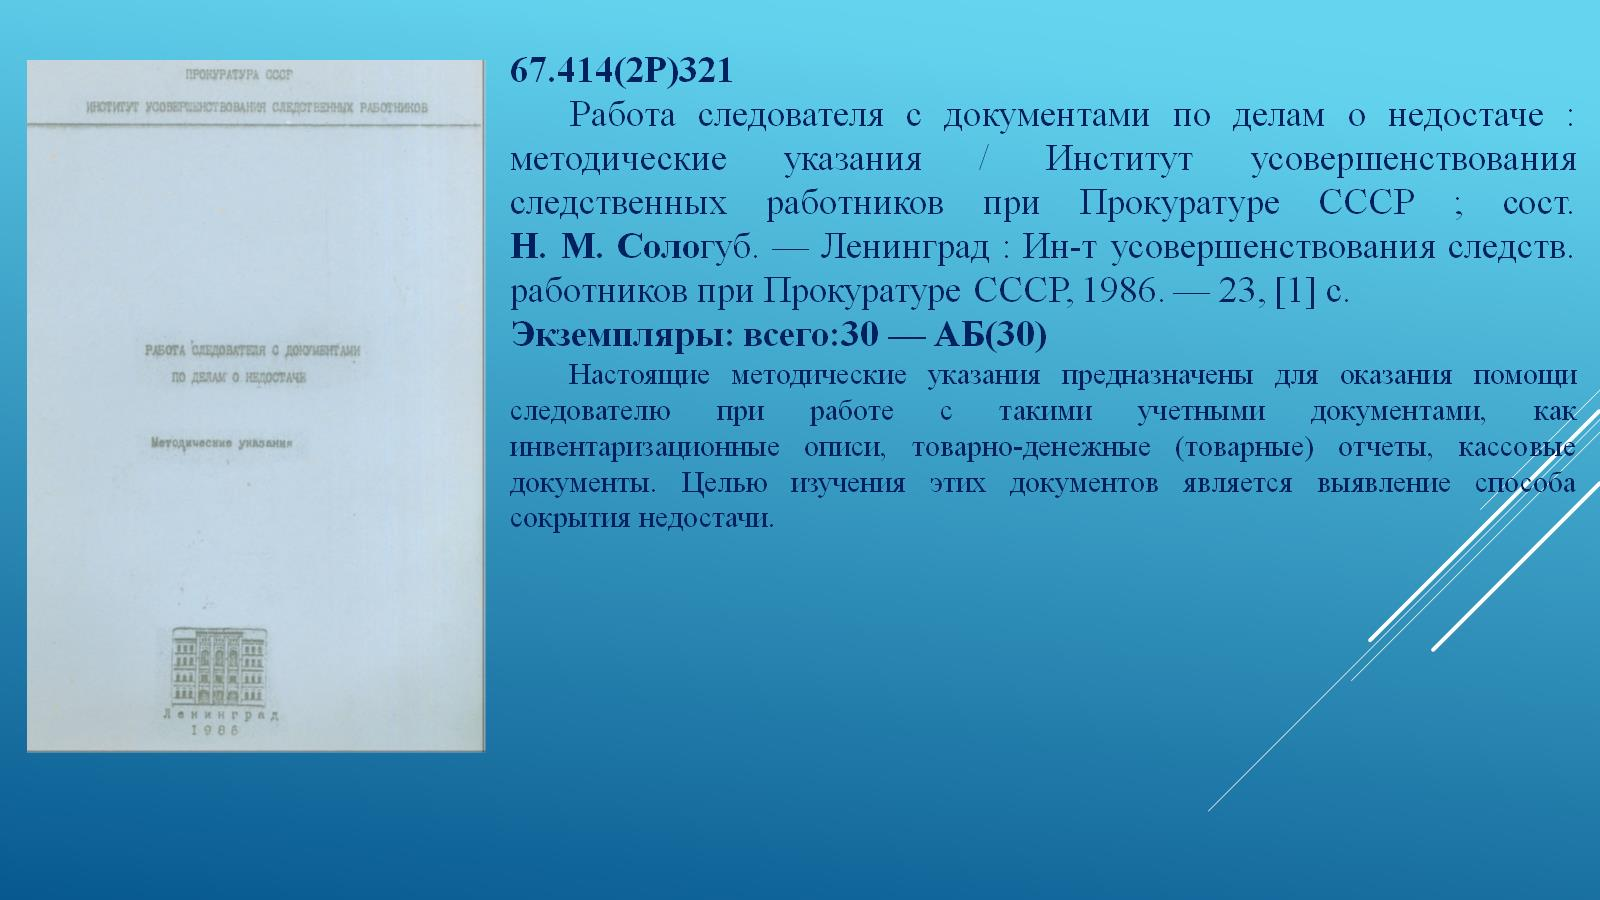 ПРОКУРАТУРА СССР
ИНСТИТУТ УСОВЕРШЕНСТВОВАНИЯ СЛЕДСТВЕННЫХ РАБОТНИКОВ
РАБОТА СЛЕДОВАТЕЛЯ С ДОКУМЕНТАМИ
ПО ДЕЛАМ О НЕДОСТАЧИ
Методические указания
Ленинград
1986
67.414(2Р)321
Работа следователя с документами по делам о недостаче :
методические указания / Институт усовершенствования
следственных работников при Прокуратуре СССР ; сост.
Н. М. Сологуб. — Ленинград : Ин-т усовершенствования следств.
работников при Прокуратуре СССР, 1986. — 23, [1] с.
Экземпляры: всего:30 — АБ(30)
Настоящие методические указания предназначены для оказания помощи
следователю при работе с такими учетными документами, как
инвентаризационные описи, товарно-денежные (товарные) отчеты, кассовые
документы. Целью изучения этих документов является выявление способа
сокрытия недостачи.